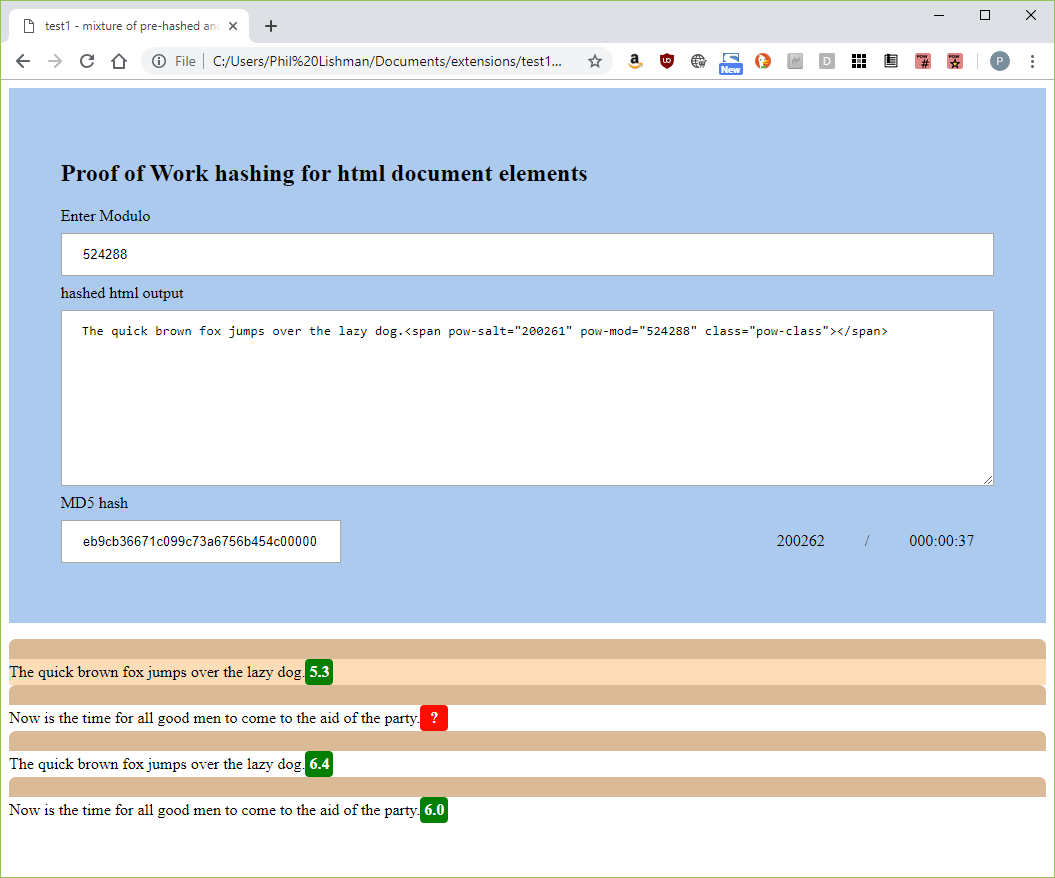 test1 - mixture of pre-hashed an
File C:/Users/Phil%20Lishman/Documents/extensions/test1...
New
D
P
Proof of Work hashing for html document elements
Enter Modulo
524288
hashed html output
The quick brown fox jumps over the lazy dog.<span pow-salt="200261" pow-mod="524288" class="pow-class"></span>
MD5 hash
eb9cb36671c099c73a6756b454c00000
200262 / 000:00:37
The quick brown fox jumps over the lazy dog. 5.3
Now is the time for all good men to come to the aid of the party. ?
The quick brown fox jumps over the lazy dog. 6.4
Now is the time for all good men to come to the aid of the party. 6.0